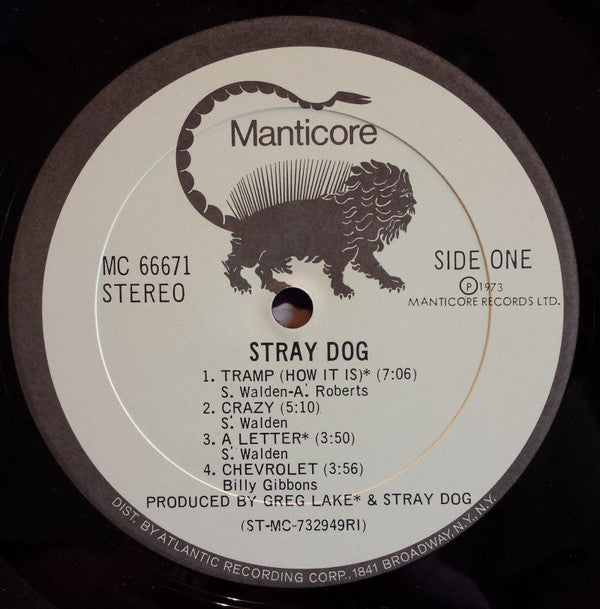 Manticore
MC 66671
STEREO
SIDE ONE
Ⓟ1973
MANTICORE RECORDS LTD.
STRAY DOG
1. TRAMP (HOW IT IS)* (7:06)
S. Walden-A. Roberts
2. CRAZY (5:10)
S. Walden
3. A LETTER* (3:50)
S. Walden
4. CHEVROLET (3:56)
Billy Gibbons
PRODUCED BY GREG LAKE* & STRAY DOG
(ST-MC-732949RI)
DIST. BY ATLANTIC RECORDING CORP., 1841 BROADWAY, N.Y., N.Y.